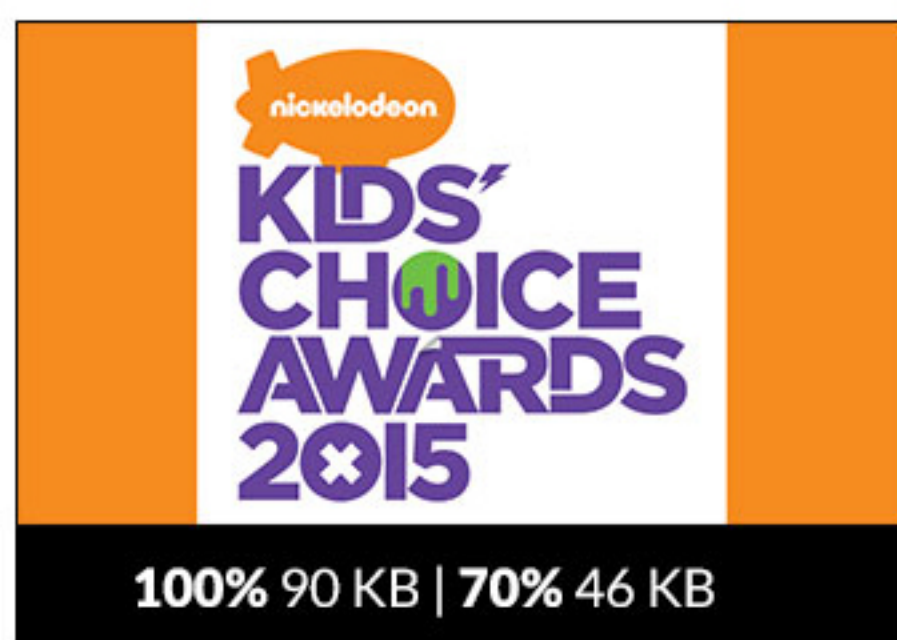 nickelodeon
KIDS'
CHOICE
AWARDS
2015
100% 90 KB | 70% 46 KB